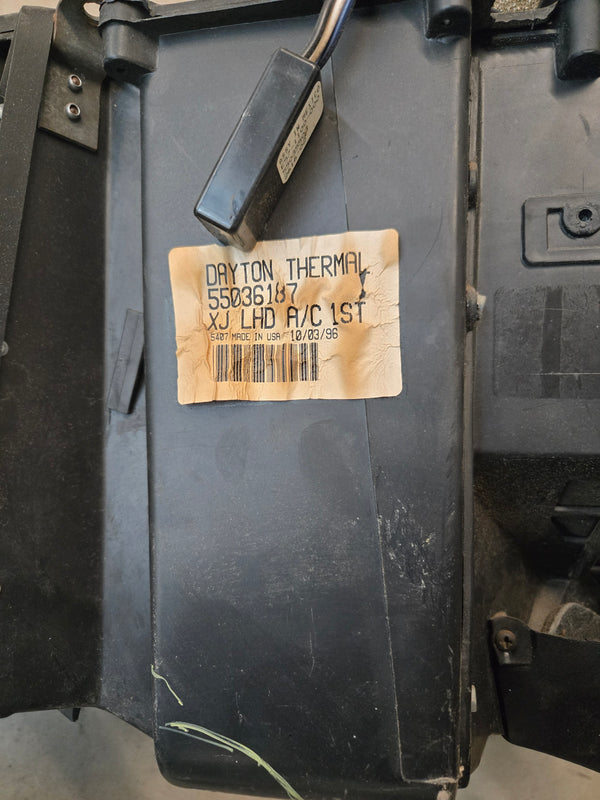 DAYTON THERMAL
55036187
XJ LHD A/C 1ST
5407 MADE IN USA 10/03/96